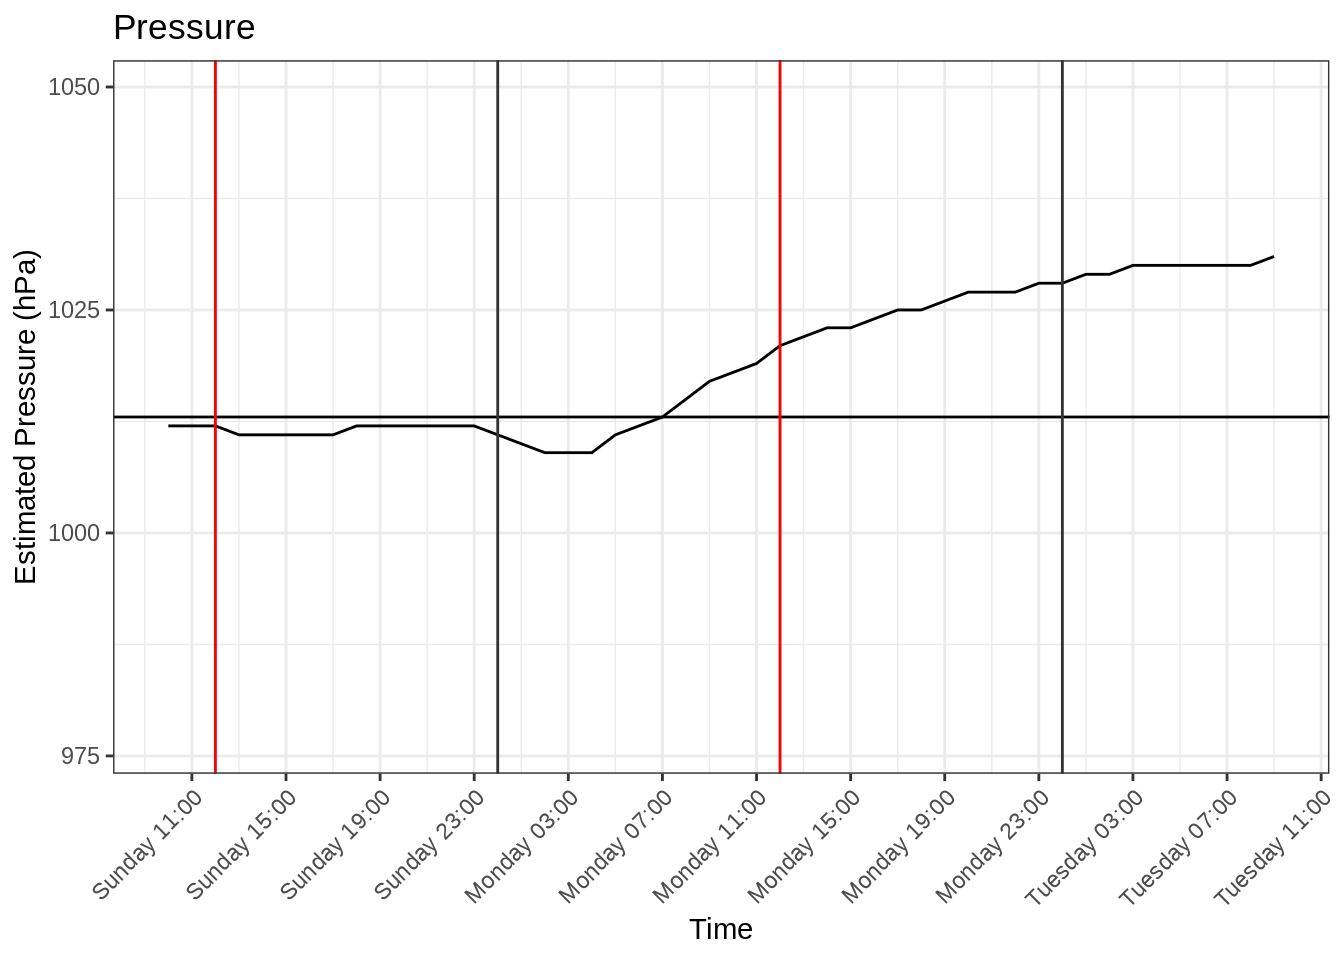 Pressure
Estimated Pressure (hPa)
1050
1025
1000
975
Sunday 11:00
Sunday 15:00
Sunday 19:00
Sunday 23:00
Monday 03:00
Monday 07:00
Monday 11:00
Monday 15:00
Monday 19:00
Monday 23:00
Tuesday 03:00
Tuesday 07:00
Tuesday 11:00
Time